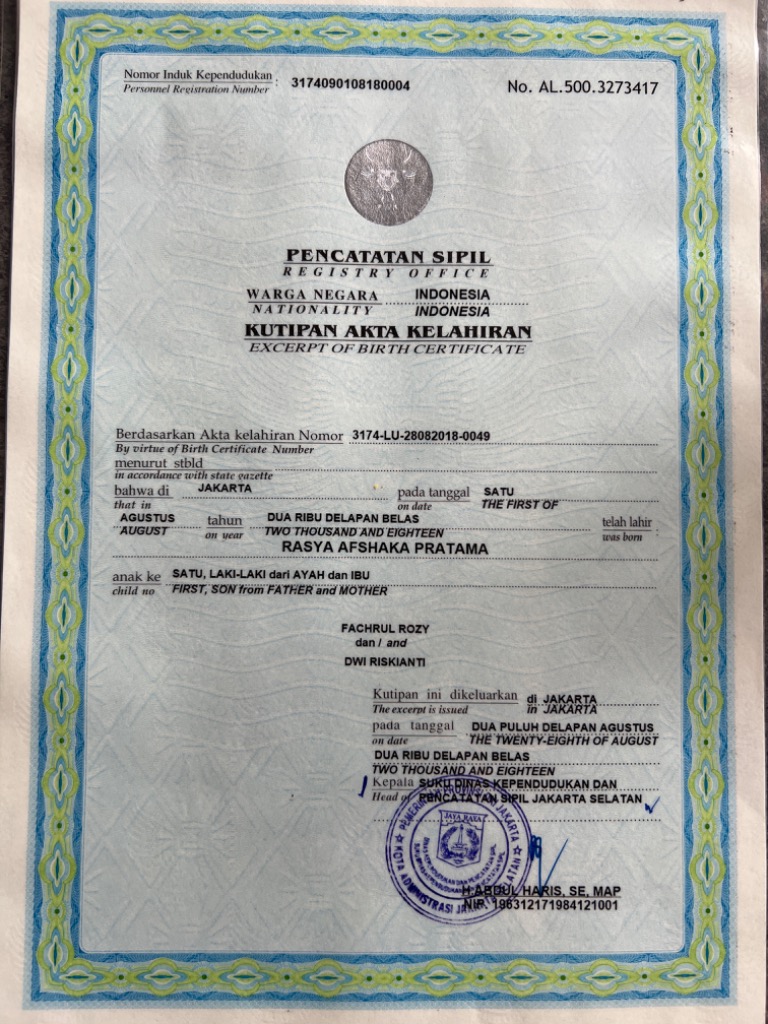 Nomor Induk Kependudukan : 3174090108180004
Personnel Registration Number
No. AL.500.3273417
PENCATATAN SIPIL
REGISTRY OFFICE
WARGA NEGARA INDONESIA
NATIONALITY INDONESIA
KUTIPAN AKTA KELAHIRAN
EXCERPT OF BIRTH CERTIFICATE
Berdasarkan Akta kelahiran Nomor 3174-LU-28082018-0049
By virtue of Birth Certificate Number
menurut stbld
in accordance with state gazette
bahwa di JAKARTA pada tanggal SATU
that in on date THE FIRST OF
AGUSTUS tahun DUA RIBU DELAPAN BELAS telah lahir :
AUGUST on year TWO THOUSAND AND EIGHTEEN was born
RASYA AFSHAKA PRATAMA
anak ke SATU, LAKI-LAKI dari AYAH dan IBU
child no FIRST, SON from FATHER and MOTHER
FACHRUL ROZY
dan / and
DWI RISKIANTI
Kutipan ini dikeluarkan di JAKARTA
The excerpt is issued in JAKARTA
pada tanggal DUA PULUH DELAPAN AGUSTUS
on date THE TWENTY-EIGHTH OF AUGUST
DUA RIBU DELAPAN BELAS
TWO THOUSAND AND EIGHTEEN
Kepala SUKU DINAS KEPENDUDUKAN DAN
Head of PENCATATAN SIPIL JAKARTA SELATAN
JAYA RAYA
KOTA ADMINISTRASI JAKARTA SELATAN
H.ABDUL HARIS, SE, MAP
NIP. 196312171984121001